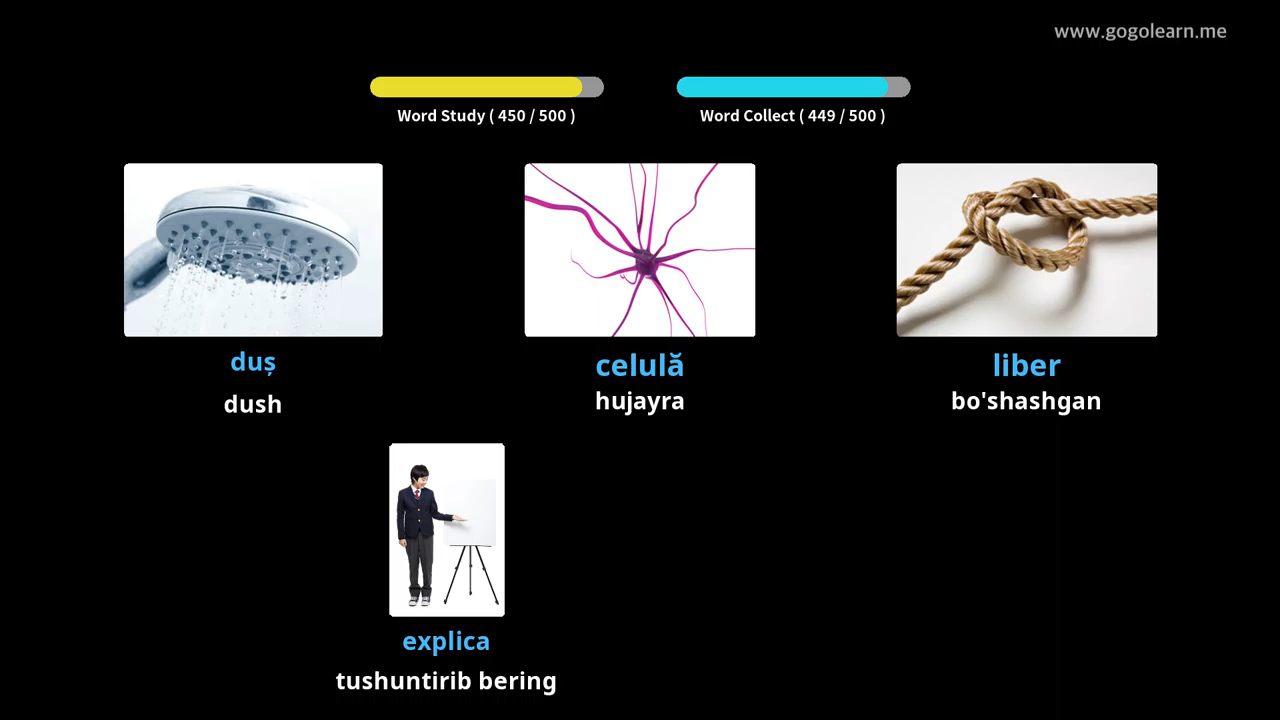 www.gogolearn.me
Word Study ( 450 / 500 )
Word Collect ( 449 / 500 )
duș
dush
celulă
hujayra
liber
bo'shashgan
explica
tushuntirib bering